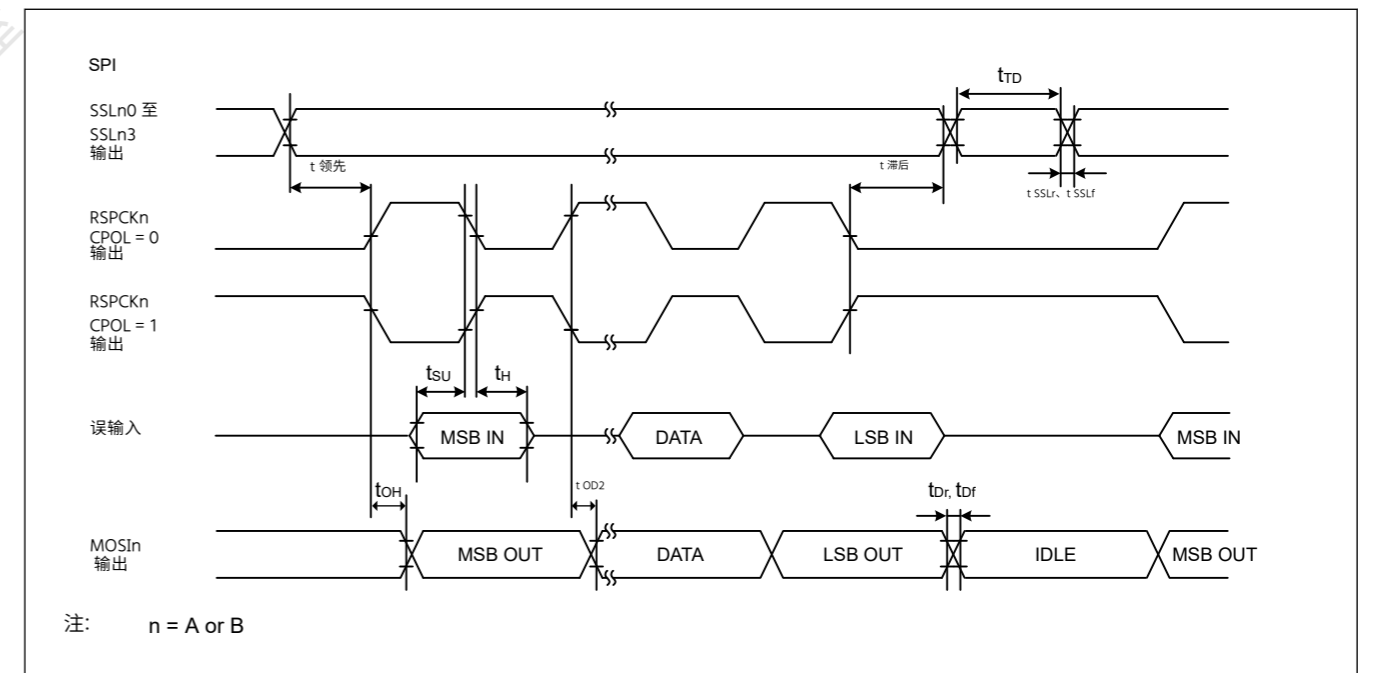 SPI
tTD
SSLn0 至
SSLn3
输出
t 领先
t 滞后
t SSLr、t SSLf
RSPCKn
CPOL = 0
输出
RSPCKn
CPOL = 1
输出
tSU
tH
误输入
MSB IN
DATA
LSB IN
MSB IN
tOH
t OD2
tDr, tDf
MOSIn
输出
MSB OUT
DATA
LSB OUT
IDLE
MSB OUT
注:
n = A or B